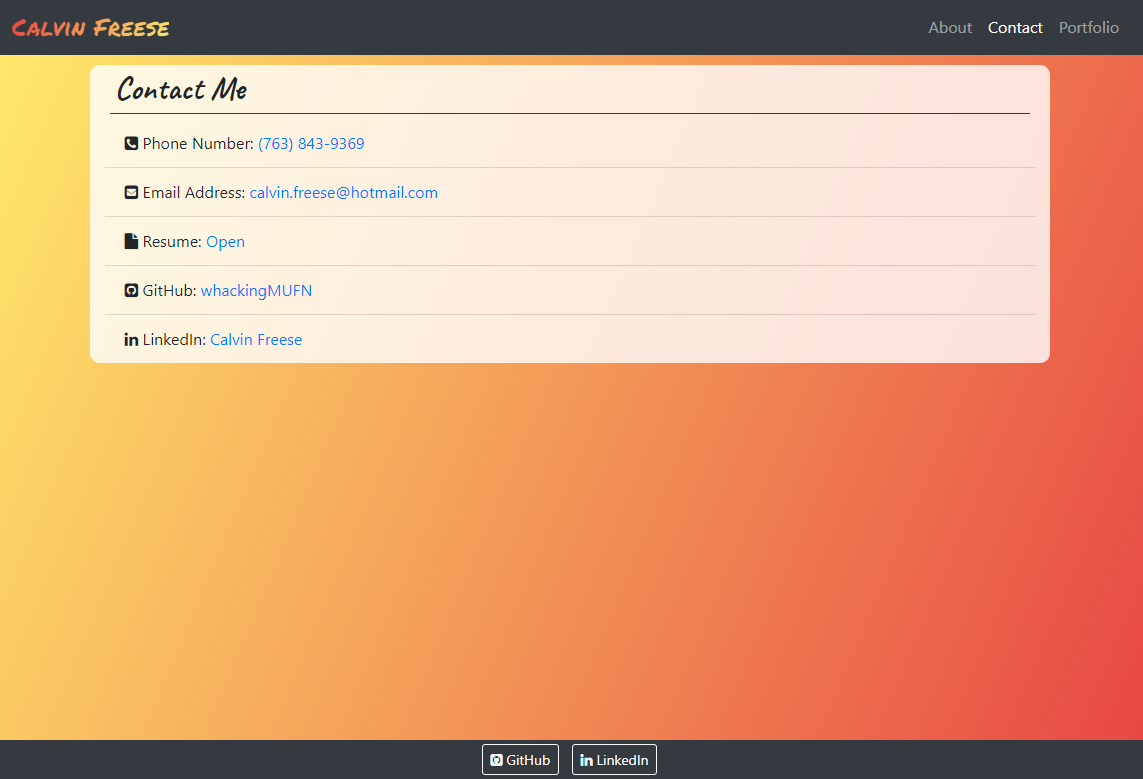 Calvin Freese
About Contact Portfolio
Contact Me
Phone Number: (763) 843-9369
Email Address: calvin.freese@hotmail.com
Resume: Open
GitHub: whackingMUFN
LinkedIn: Calvin Freese
GitHub LinkedIn